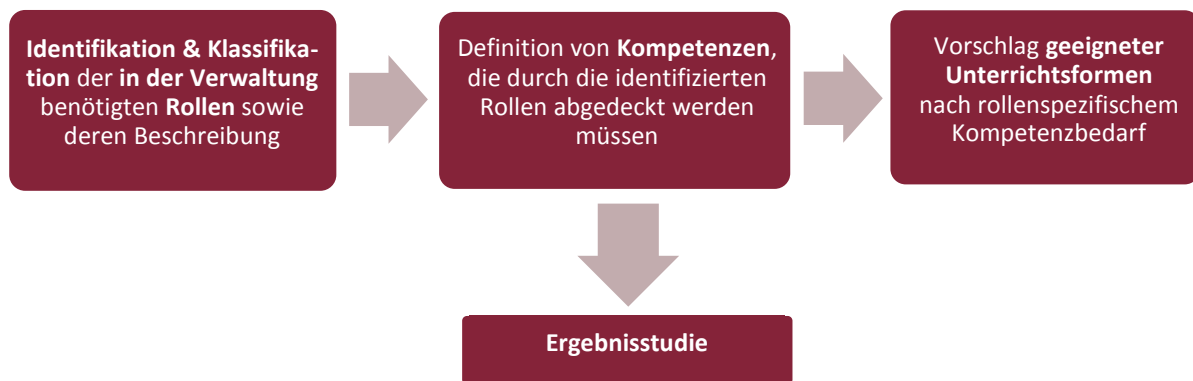 Identifikation & Klassifika-
tion der in der Verwaltung
benötigten Rollen sowie
deren Beschreibung
Definition von Kompetenzen,
die durch die identifizierten
Rollen abgedeckt werden
müssen
Vorschlag geeigneter
Unterrichtsformen
nach rollenspezifischem
Kompetenzbedarf
Ergebnisstudie